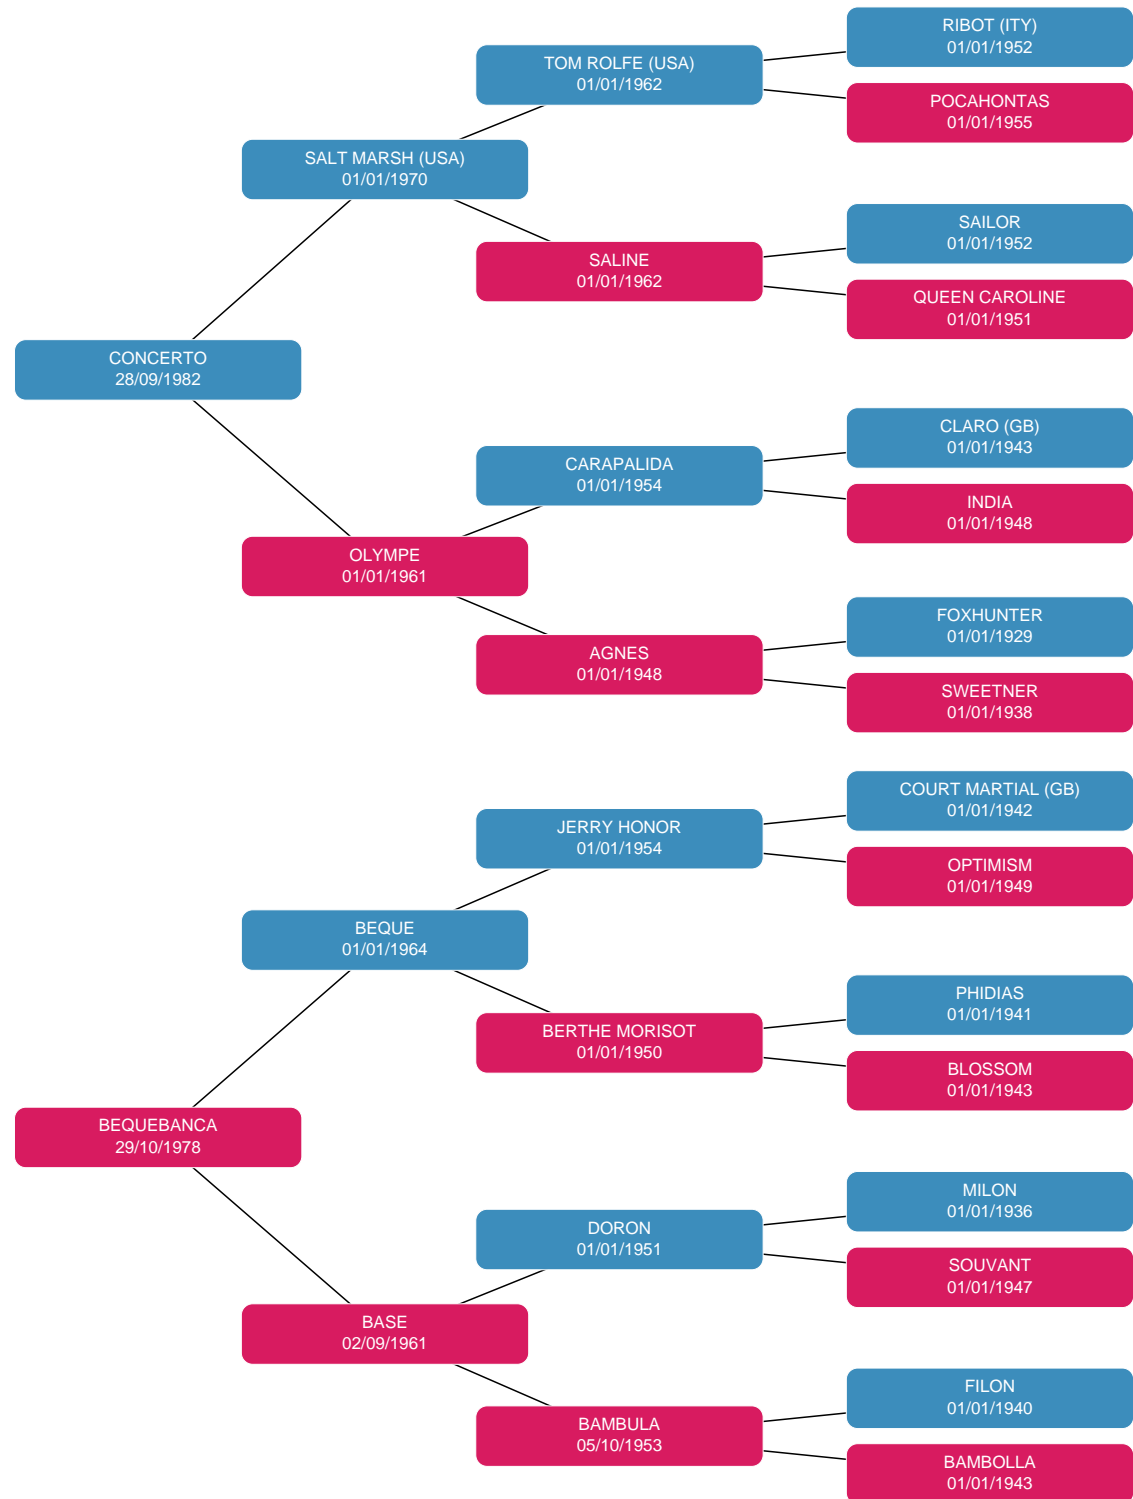 RIBOT (ITY)
01/01/1952
TOM ROLFE (USA)
01/01/1962
POCAHONTAS
01/01/1955
SALT MARSH (USA)
01/01/1970
SAILOR
01/01/1952
SALINE
01/01/1962
QUEEN CAROLINE
01/01/1951
CONCERTO
28/09/1982
CLARO (GB)
01/01/1943
CARAPALIDA
01/01/1954
INDIA
01/01/1948
OLYMPE
01/01/1961
FOXHUNTER
01/01/1929
AGNES
01/01/1948
SWEETNER
01/01/1938
COURT MARTIAL (GB)
01/01/1942
JERRY HONOR
01/01/1954
OPTIMISM
01/01/1949
BEQUE
01/01/1964
PHIDIAS
01/01/1941
BERTHE MORISOT
01/01/1950
BLOSSOM
01/01/1943
BEQUEBANCA
29/10/1978
MILON
01/01/1936
DORON
01/01/1951
SOUVANT
01/01/1947
BASE
02/09/1961
FILON
01/01/1940
BAMBULA
05/10/1953
BAMBOLLA
01/01/1943